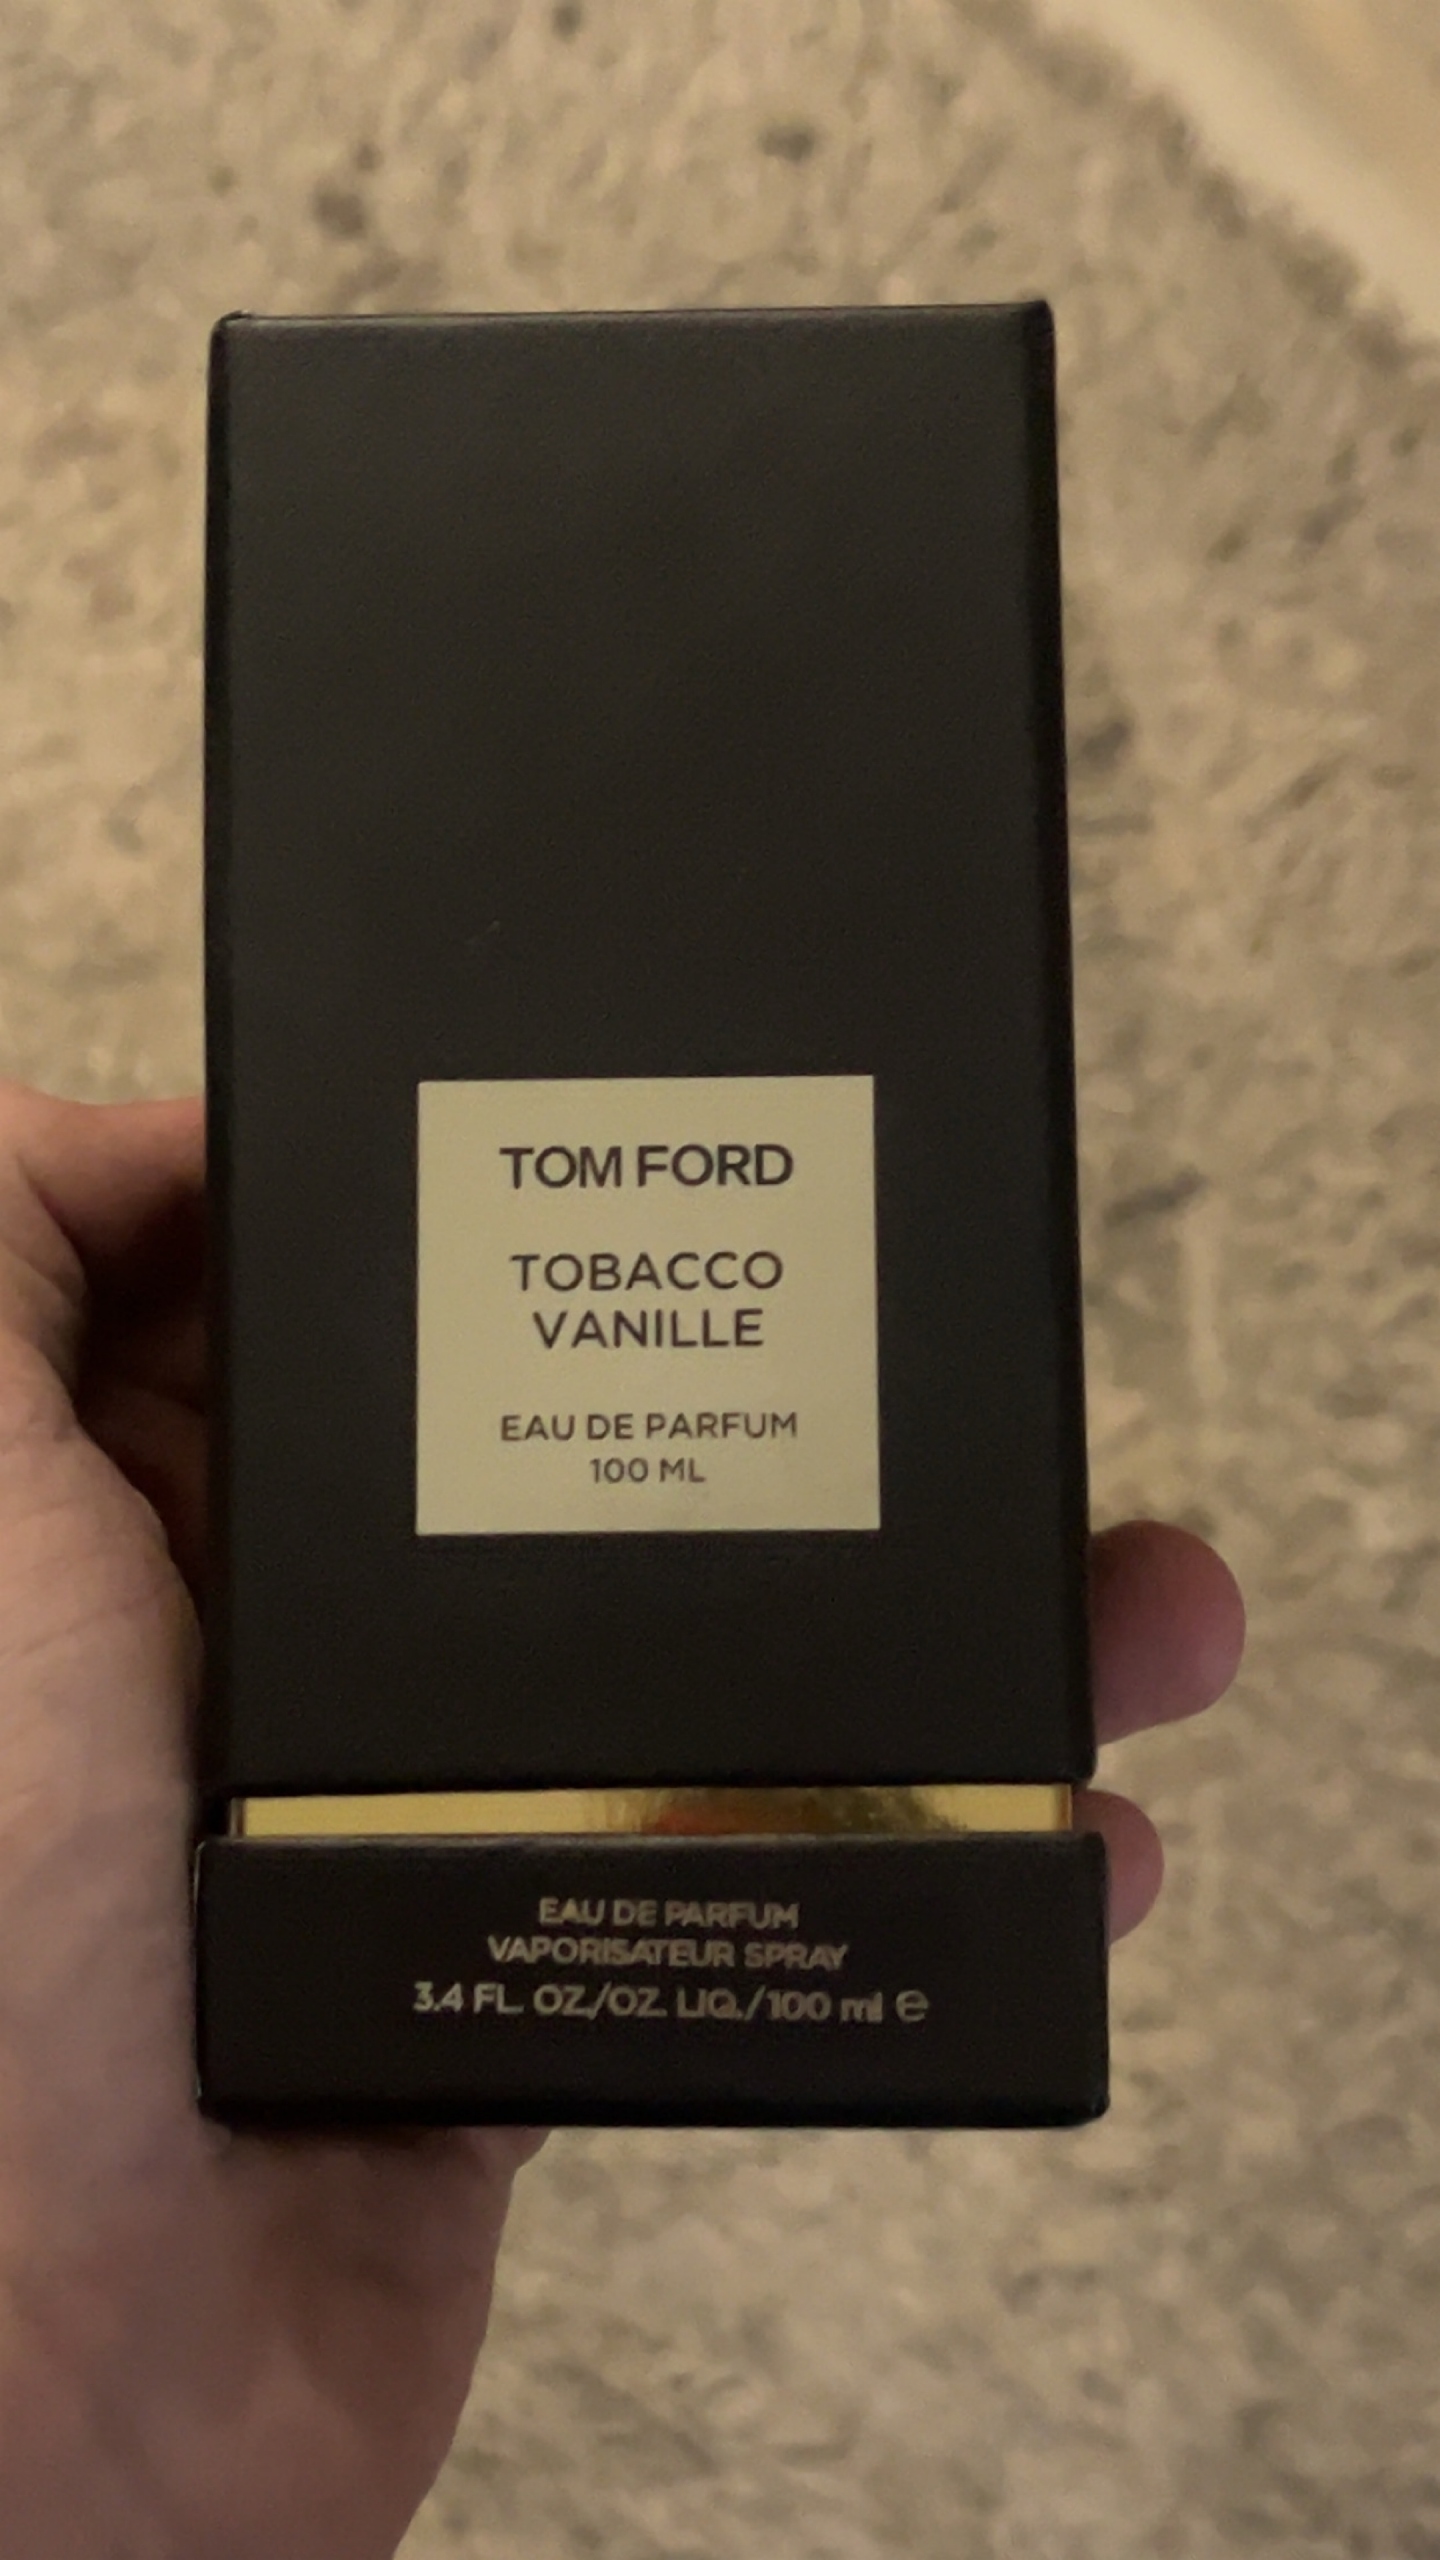 TOM FORD
TOBACCO
VANILLE
EAU DE PARFUM
100 ML
EAU DE PARFUM
VAPORISATEUR SPRAY
3.4 FL. OZ./OZ. LIQ./100 ml ℮